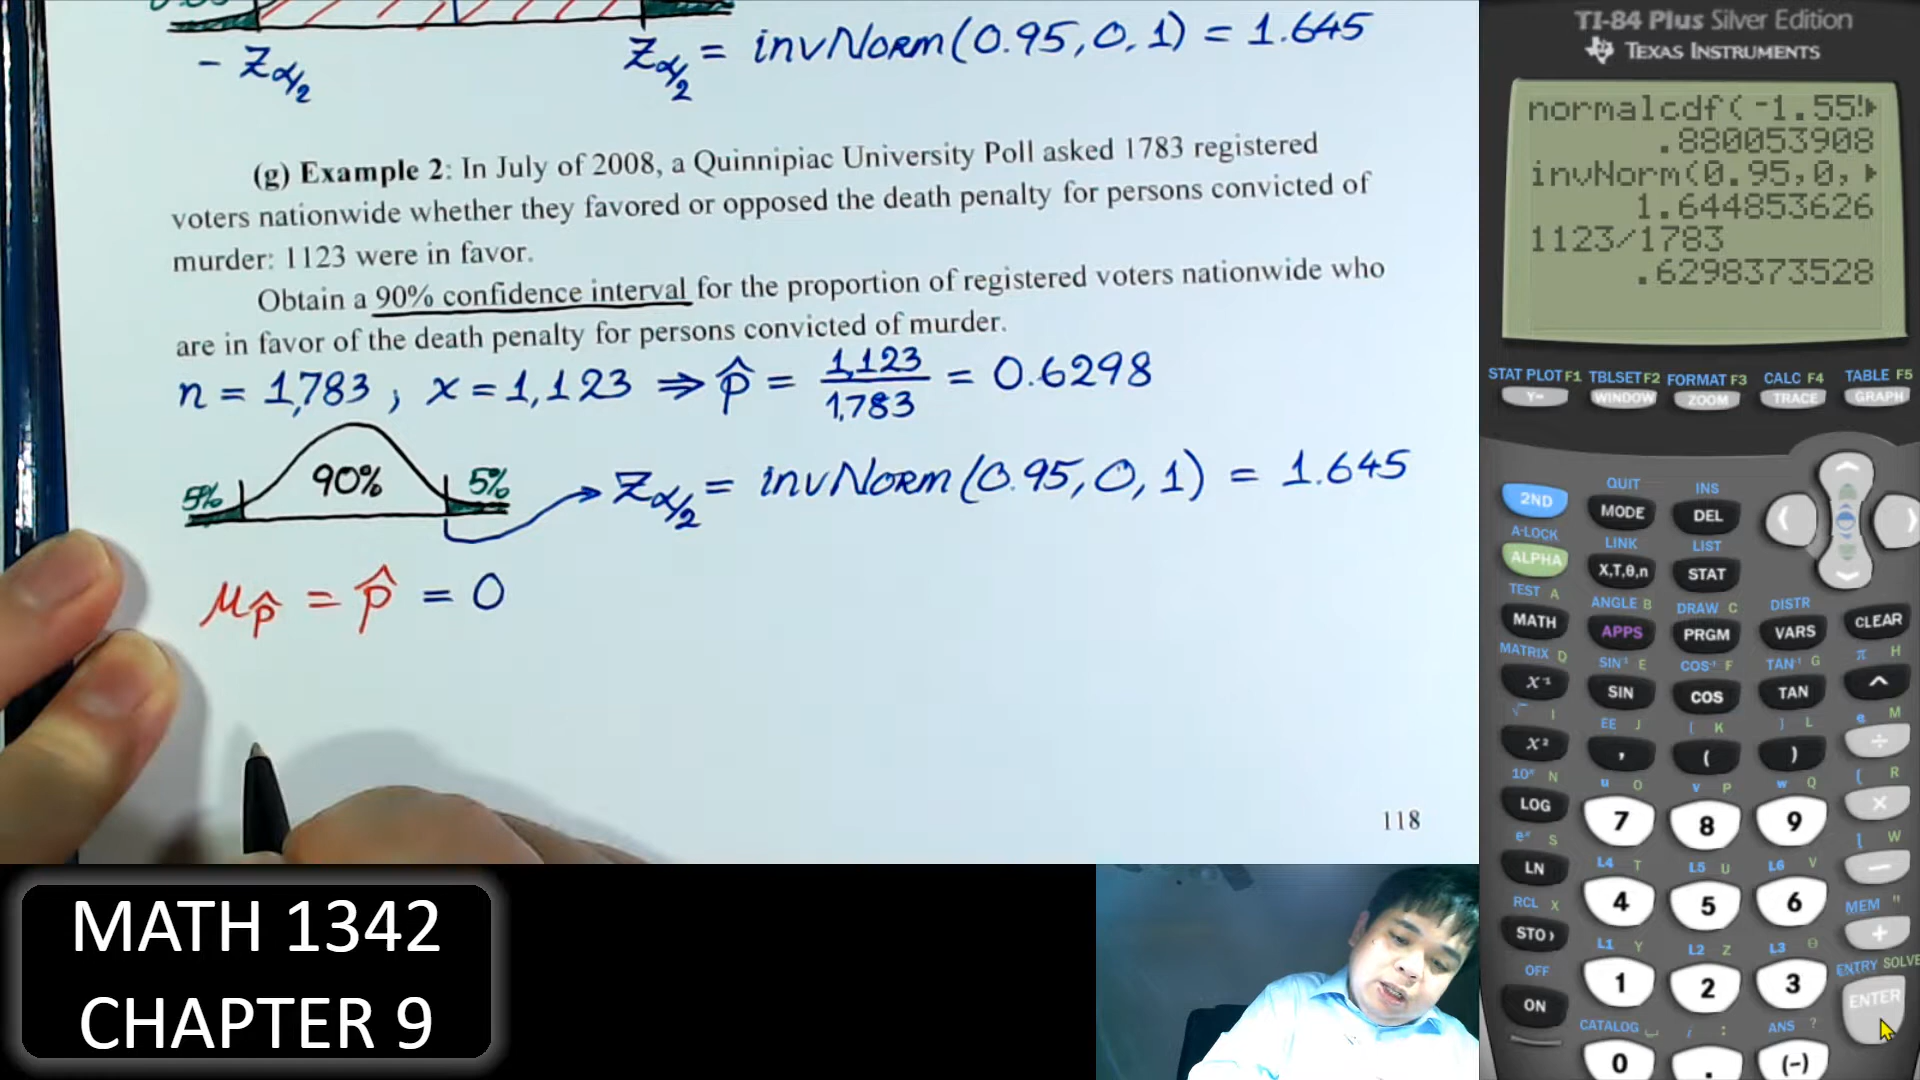 - Zα/2
Zα/2 = invNorm(0.95, 0, 1) = 1.645
(g) Example 2: In July of 2008, a Quinnipiac University Poll asked 1783 registered
voters nationwide whether they favored or opposed the death penalty for persons convicted of
murder: 1123 were in favor.
Obtain a 90% confidence interval for the proportion of registered voters nationwide who
are in favor of the death penalty for persons convicted of murder.
n = 1,783 , x = 1,123 ⇒ p̂ = 1,123/1,783 = 0.6298
5% 90% 5%
Zα/2 = invNorm(0.95, 0, 1) = 1.645
μp̂ = p̂ = 0
118
MATH 1342
CHAPTER 9
TI-84 Plus Silver Edition
TEXAS INSTRUMENTS
normalcdf(-1.55
.880053908
invNorm(0.95,0,
1.644853626
1123/1783
.6298373528
STAT PLOT F1 TBLSET F2 FORMAT F3 CALC F4 TABLE F5
Y= WINDOW ZOOM TRACE GRAPH
QUIT INS
2ND MODE DEL
A-LOCK LINK LIST
ALPHA X,T,θ,n STAT
TEST A ANGLE B DRAW C DISTR
MATH APPS PRGM VARS CLEAR
MATRIX D SIN⁻¹ E COS⁻¹ F TAN⁻¹ G π H
x⁻¹ SIN COS TAN ^
√ I EE J { K } L e M
x² , ( ) ÷
10ˣ N u O v P w Q [ R
LOG 7 8 9 ×
eˣ S L4 T L5 U L6 V ] W
LN 4 5 6 −
RCL X L1 Y L2 Z L3 θ MEM "
STO› 1 2 3 +
OFF CATALOG i : ANS ? ENTRY SOLVE
ON 0 . (-) ENTER